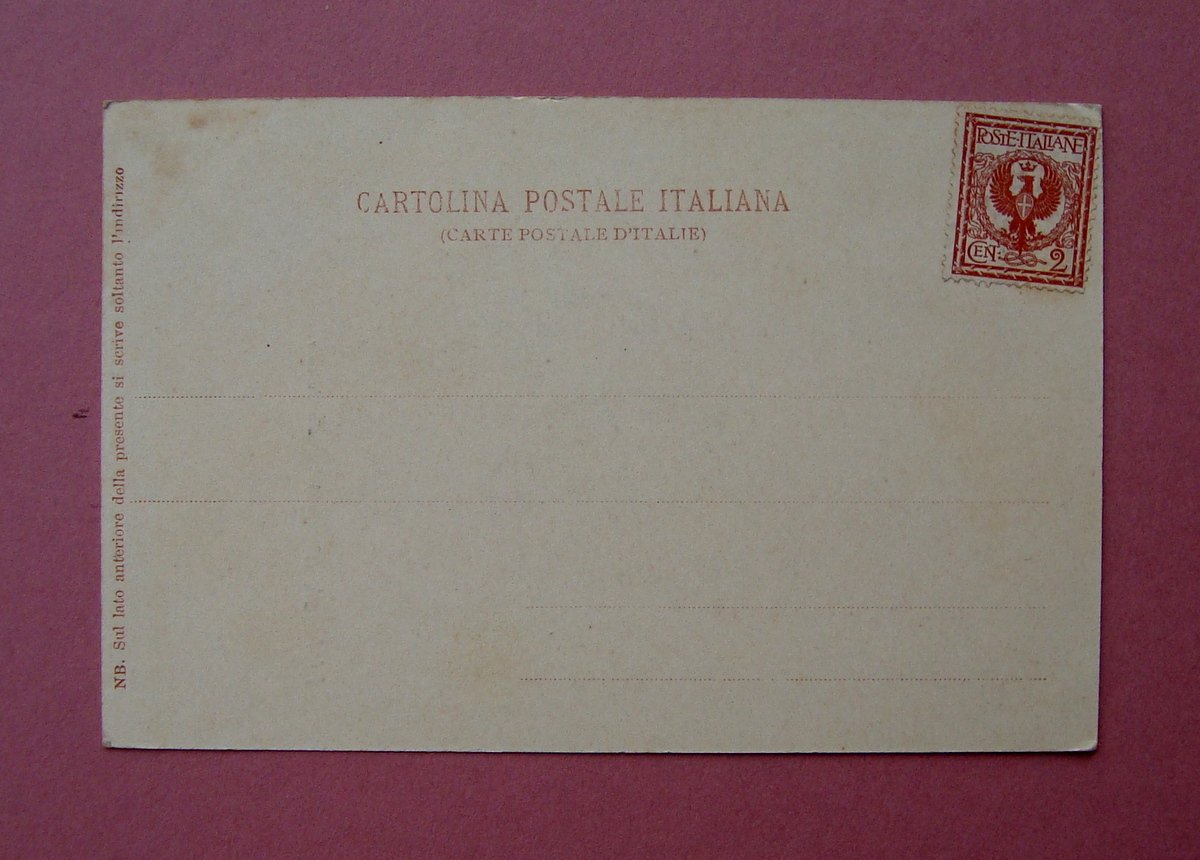 CARTOLINA POSTALE ITALIANA
(CARTE POSTALE D'ITALIE)
POSTE·ITALIANE
CEN: 2
NB. Sul lato anteriore della presente si scrive soltanto l'indirizzo